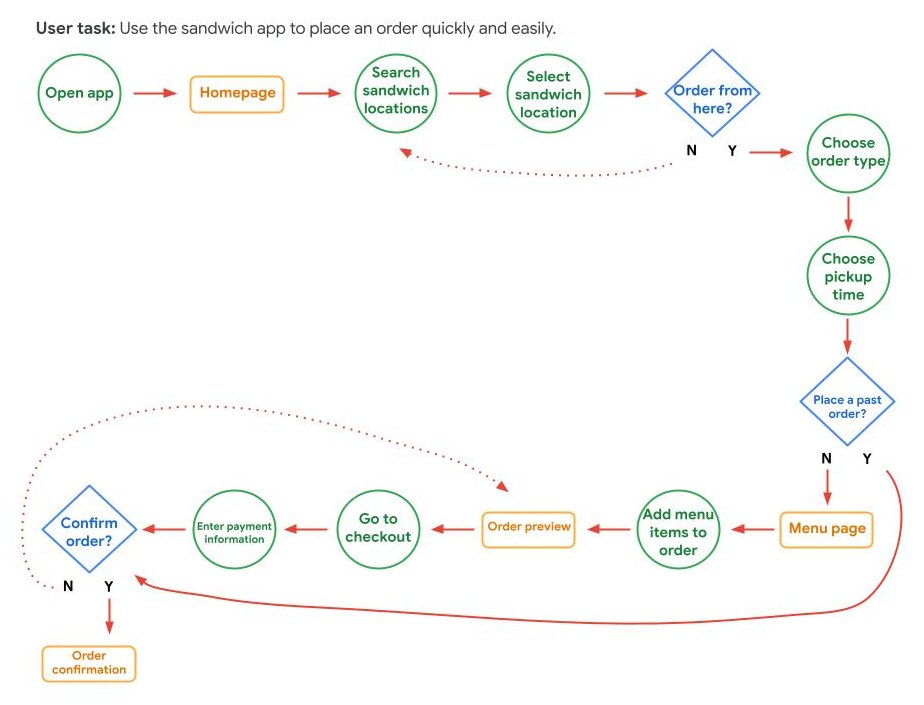 User task: Use the sandwich app to place an order quickly and easily.
Open app
Homepage
Search
sandwich
locations
Select
sandwich
location
Order from
here?
N
Y
Choose
order type
Choose
pickup
time
Place a past
order?
N
Y
Menu page
Add menu
items to
order
Order preview
Go to
checkout
Enter payment
information
Confirm
order?
N
Y
Order
confirmation